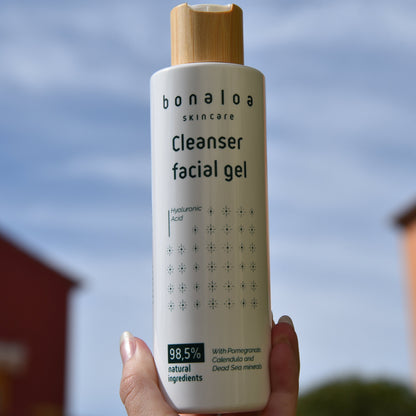 bonaloa
skincare
Cleanser
facial gel
Hyaluronic
Acid
98,5%
natural
ingredients
With Pomegranate,
Calendula and
Dead Sea minerals